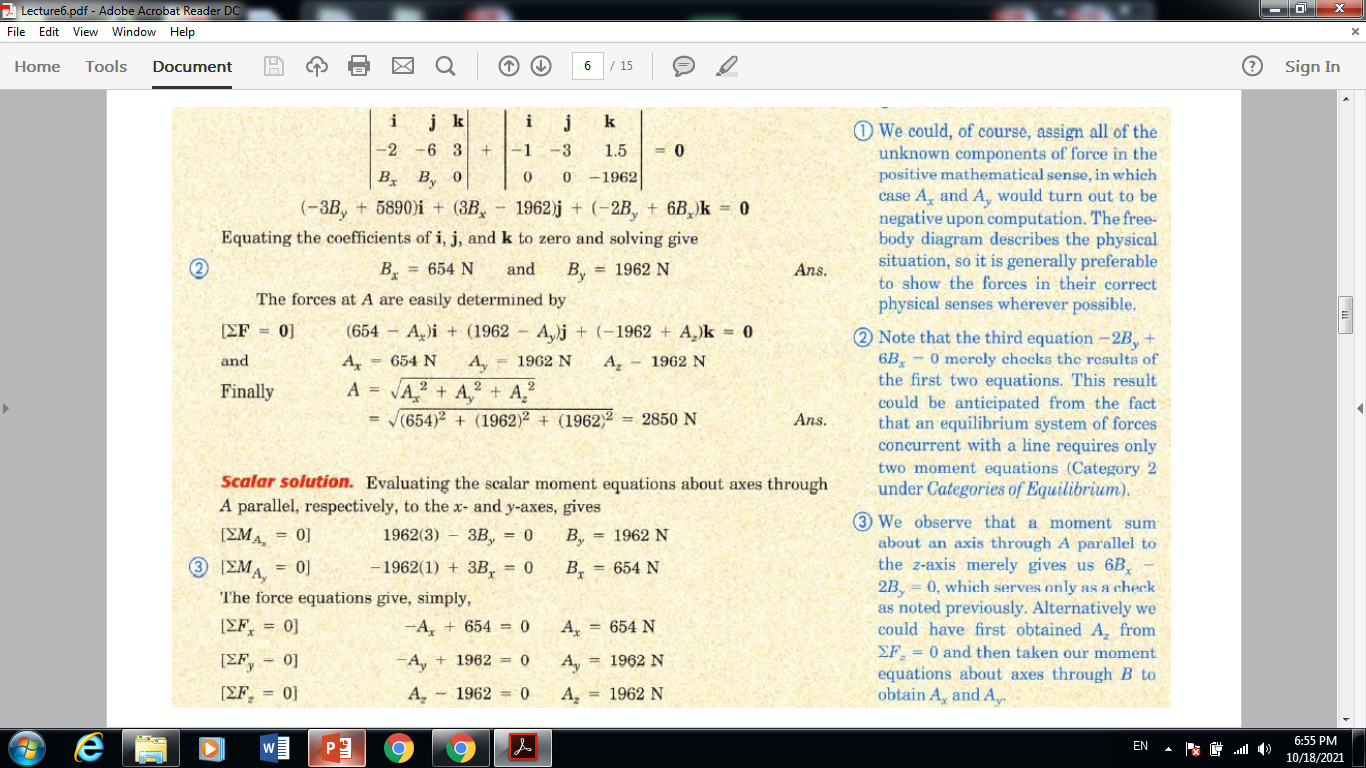 Lecture6.pdf - Adobe Acrobat Reader DC
File Edit View Window Help
Home Tools Document 6 / 15 Sign In
| i j k | | i j k |
| −2 −6 3 | + | −1 −3 1.5 | = 0
| Bx By 0 | | 0 0 −1962 |
(−3By + 5890)i + (3Bx − 1962)j + (−2By + 6Bx)k = 0
Equating the coefficients of i, j, and k to zero and solving give
② Bx = 654 N and By = 1962 N Ans.
The forces at A are easily determined by
[ΣF = 0] (654 − Ax)i + (1962 − Ay)j + (−1962 + Az)k = 0
and Ax = 654 N Ay = 1962 N Az − 1962 N
Finally A = √Ax² + Ay² + Az²
= √(654)² + (1962)² + (1962)² = 2850 N Ans.
Scalar solution. Evaluating the scalar moment equations about axes through
A parallel, respectively, to the x- and y-axes, gives
[ΣMAx = 0] 1962(3) − 3By = 0 By = 1962 N
③ [ΣMAy = 0] −1962(1) + 3Bx = 0 Bx = 654 N
The force equations give, simply,
[ΣFx = 0] −Ax + 654 = 0 Ax = 654 N
[ΣFy − 0] −Ay + 1962 = 0 Ay = 1962 N
[ΣFz = 0] Az − 1962 = 0 Az = 1962 N
① We could, of course, assign all of the
unknown components of force in the
positive mathematical sense, in which
case Ax and Ay would turn out to be
negative upon computation. The free-
body diagram describes the physical
situation, so it is generally preferable
to show the forces in their correct
physical senses wherever possible.
② Note that the third equation −2By +
6Bx − 0 merely checks the results of
the first two equations. This result
could be anticipated from the fact
that an equilibrium system of forces
concurrent with a line requires only
two moment equations (Category 2
under Categories of Equilibrium).
③ We observe that a moment sum
about an axis through A parallel to
the z-axis merely gives us 6Bx −
2By = 0, which serves only as a check
as noted previously. Alternatively we
could have first obtained Az from
ΣFz = 0 and then taken our moment
equations about axes through B to
obtain Ax and Ay.
EN 6:55 PM
10/18/2021